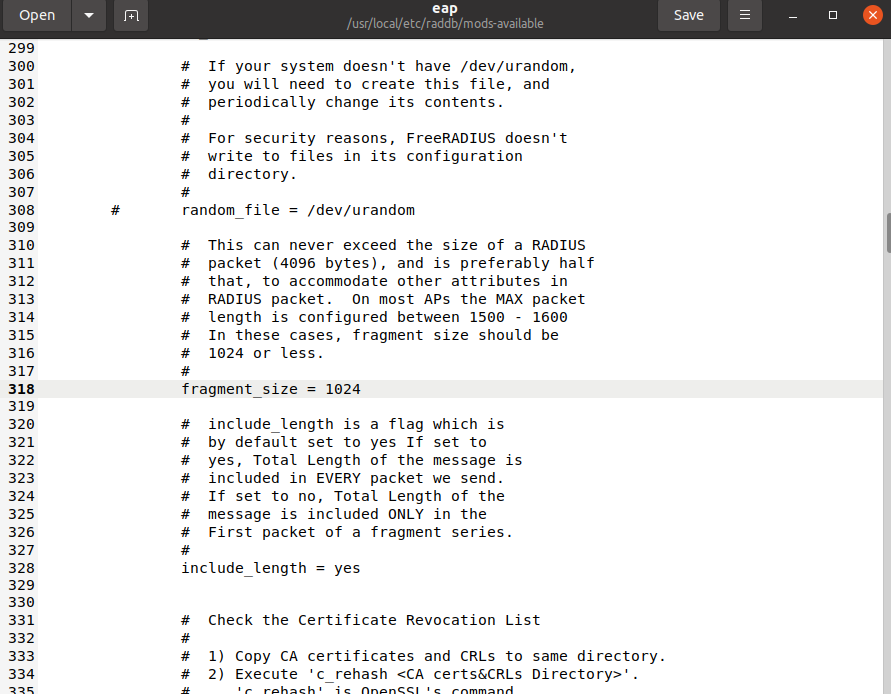 Open
eap
/usr/local/etc/raddb/mods-available
Save
299
300 # If your system doesn't have /dev/urandom,
301 # you will need to create this file, and
302 # periodically change its contents.
303 #
304 # For security reasons, FreeRADIUS doesn't
305 # write to files in its configuration
306 # directory.
307 #
308 # random_file = /dev/urandom
309
310 # This can never exceed the size of a RADIUS
311 # packet (4096 bytes), and is preferably half
312 # that, to accommodate other attributes in
313 # RADIUS packet. On most APs the MAX packet
314 # length is configured between 1500 - 1600
315 # In these cases, fragment size should be
316 # 1024 or less.
317 #
318 fragment_size = 1024
319
320 # include_length is a flag which is
321 # by default set to yes If set to
322 # yes, Total Length of the message is
323 # included in EVERY packet we send.
324 # If set to no, Total Length of the
325 # message is included ONLY in the
326 # First packet of a fragment series.
327 #
328 include_length = yes
329
330
331 # Check the Certificate Revocation List
332 #
333 # 1) Copy CA certificates and CRLs to same directory.
334 # 2) Execute 'c_rehash <CA certs&CRLs Directory>'.
335 # 'c_rehash' is OpenSSL's command.